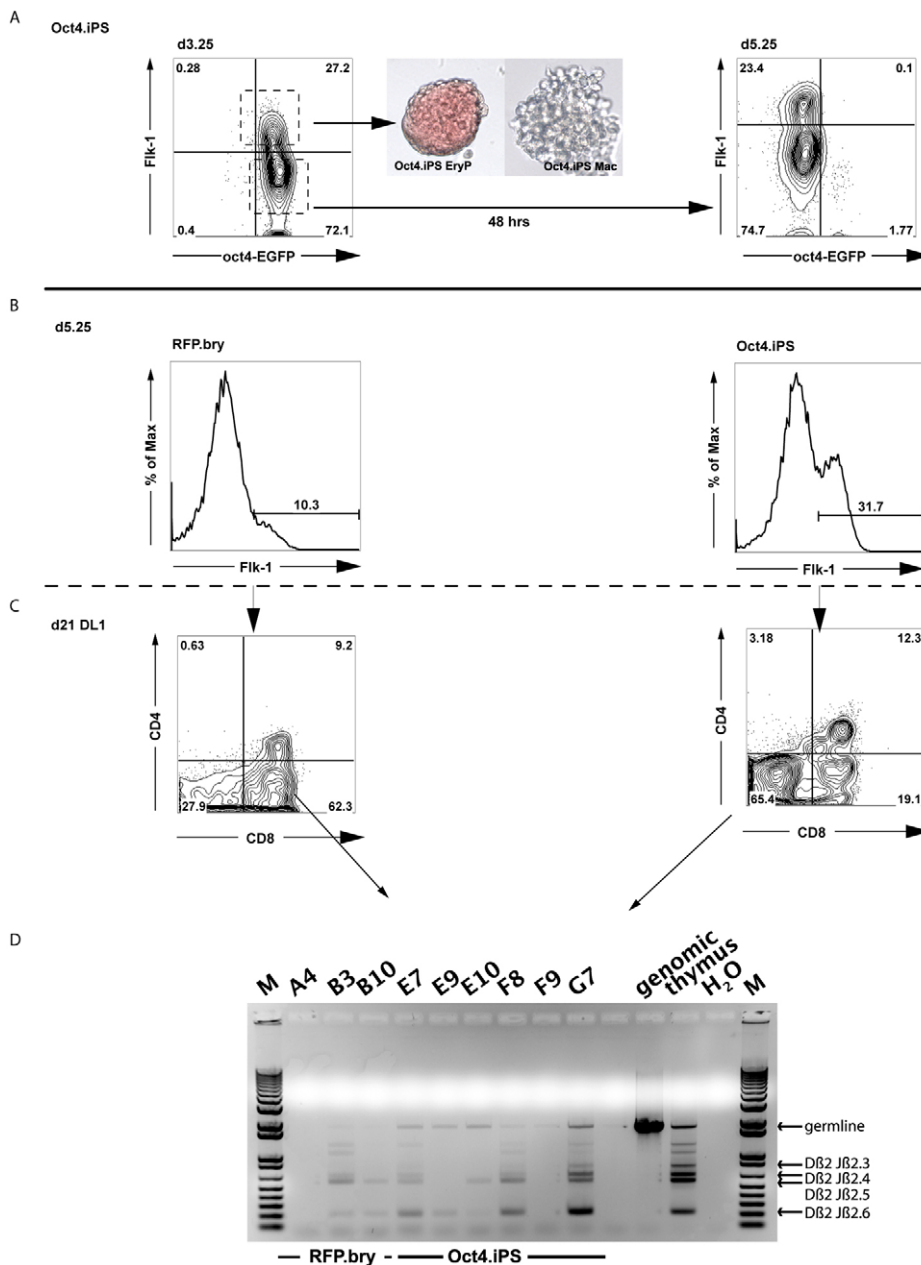 A
Oct4.iPS
d3.25
0.28 27.2
Flk-1
0.4 72.1
oct4-EGFP
Oct4.iPS EryP
Oct4.iPS Mac
48 hrs
d5.25
23.4 0.1
Flk-1
74.7 1.77
oct4-EGFP
B
d5.25
RFP.bry
% of Max
10.3
Flk-1
Oct4.iPS
% of Max
31.7
Flk-1
C
d21 DL1
0.63 9.2
CD4
27.9 62.3
CD8
3.18 12.3
CD4
65.4 19.1
CD8
D
M A4 B3 B10 E7 E9 E10 F8 F9 G7 genomic thymus H2O M
germline
Dß2 Jß2.3
Dß2 Jß2.4
Dß2 Jß2.5
Dß2 Jß2.6
RFP.bry
Oct4.iPS